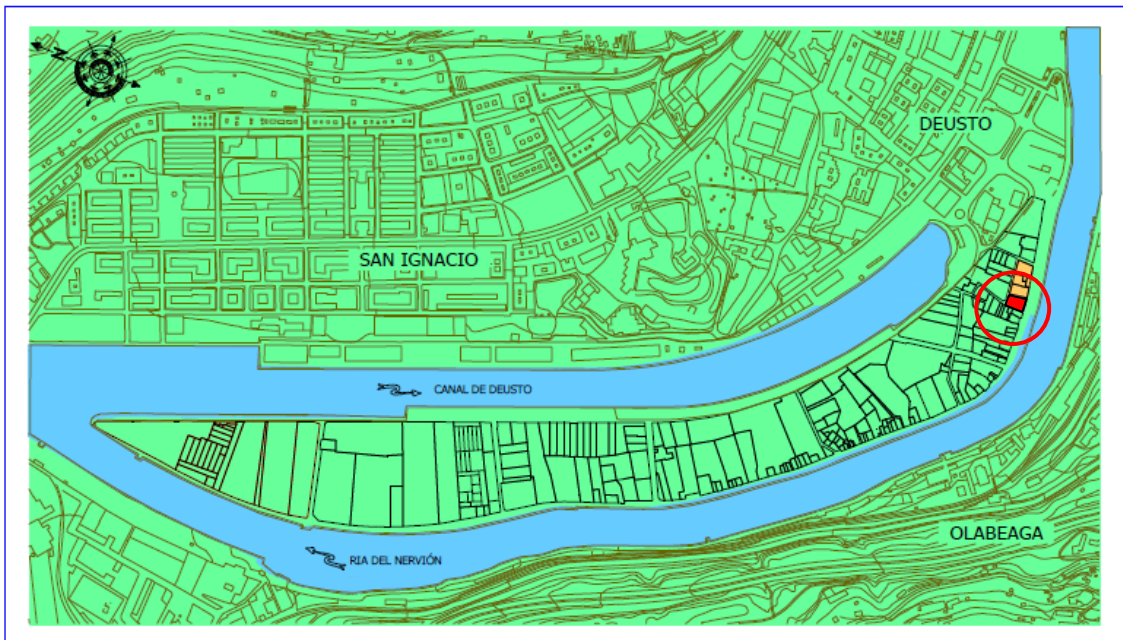 N
DEUSTO
SAN IGNACIO
CANAL DE DEUSTO
OLABEAGA
RIA DEL NERVIÓN